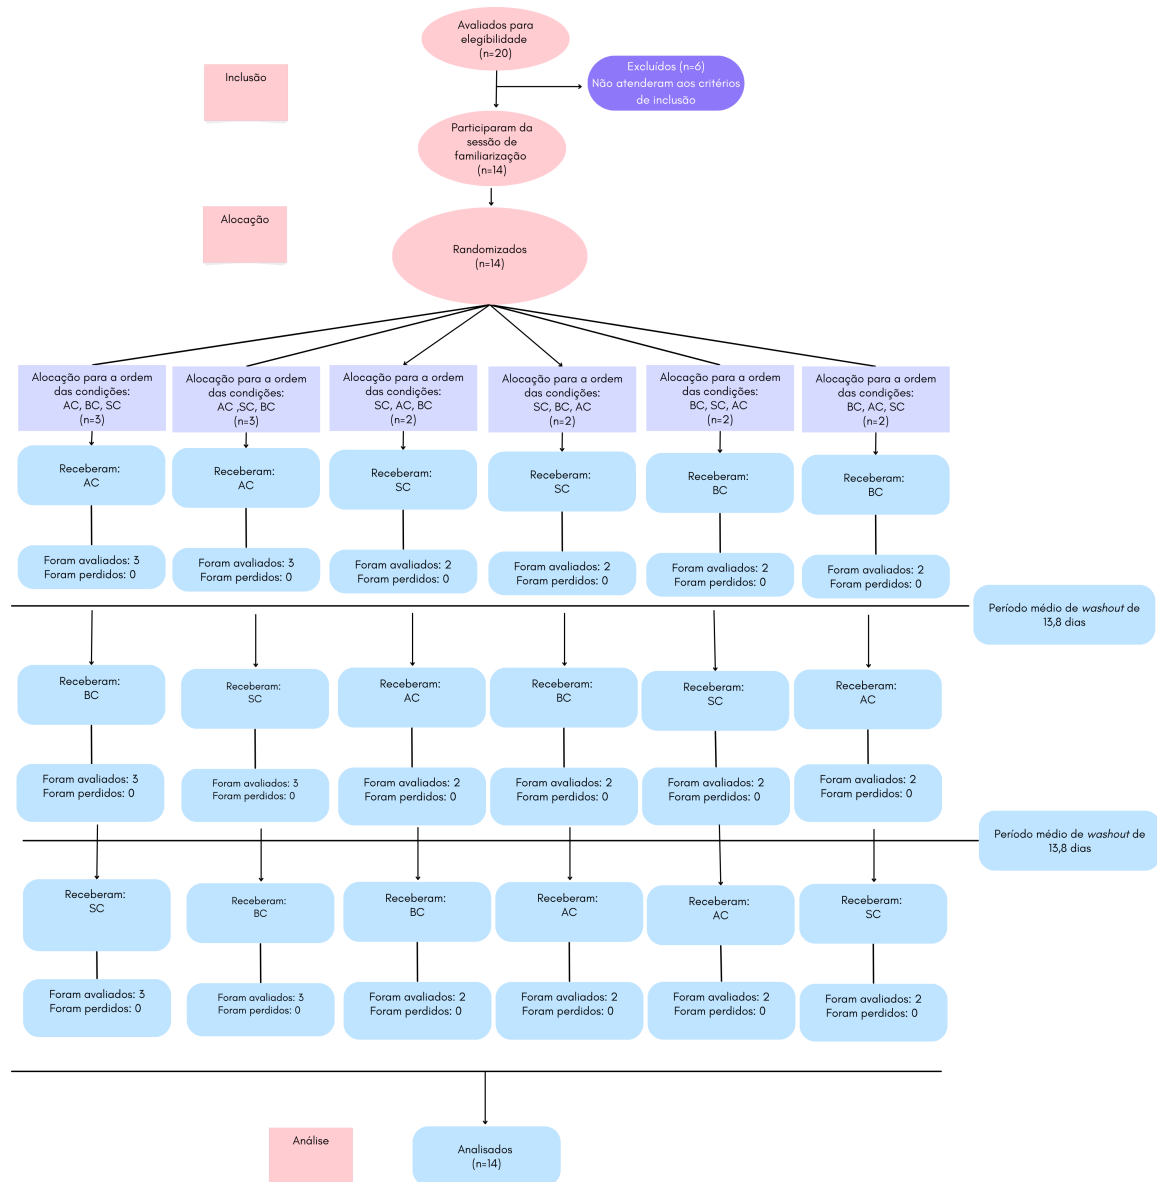 Avaliados para
elegibilidade
(n=20)
Inclusão
Excluídos (n=6)
Não atenderam aos critérios
de inclusão
Participaram da
sessão de
familiarização
(n=14)
Alocação
Randomizados
(n=14)
Alocação para a ordem
das condições:
AC, BC, SC
(n=3)
Alocação para a ordem
das condições:
AC ,SC, BC
(n=3)
Alocação para a ordem
das condições:
SC, AC, BC
(n=2)
Alocação para a ordem
das condições:
SC, BC, AC
(n=2)
Alocação para a ordem
das condições:
BC, SC, AC
(n=2)
Alocação para a ordem
das condições:
BC, AC, SC
(n=2)
Receberam:
AC
Receberam:
AC
Receberam:
SC
Receberam:
SC
Receberam:
BC
Receberam:
BC
Foram avaliados: 3
Foram perdidos: 0
Foram avaliados: 3
Foram perdidos: 0
Foram avaliados: 2
Foram perdidos: 0
Foram avaliados: 2
Foram perdidos: 0
Foram avaliados: 2
Foram perdidos: 0
Foram avaliados: 2
Foram perdidos: 0
Período médio de washout de
13,8 dias
Receberam:
BC
Receberam:
SC
Receberam:
AC
Receberam:
BC
Receberam:
SC
Receberam:
AC
Foram avaliados: 3
Foram perdidos: 0
Foram avaliados: 3
Foram perdidos: 0
Foram avaliados: 2
Foram perdidos: 0
Foram avaliados: 2
Foram perdidos: 0
Foram avaliados: 2
Foram perdidos: 0
Foram avaliados: 2
Foram perdidos: 0
Período médio de washout de
13,8 dias
Receberam:
SC
Receberam:
BC
Receberam:
BC
Receberam:
AC
Receberam:
AC
Receberam:
SC
Foram avaliados: 3
Foram perdidos: 0
Foram avaliados: 3
Foram perdidos: 0
Foram avaliados: 2
Foram perdidos: 0
Foram avaliados: 2
Foram perdidos: 0
Foram avaliados: 2
Foram perdidos: 0
Foram avaliados: 2
Foram perdidos: 0
Análise
Analisados
(n=14)